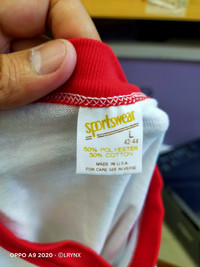 sportswear
L
42-44
50% POLYESTER
50% COTTON
MADE IN U.S.A.
FOR CARE SEE REVERSE
OPPO A9 2020 · ©LRYNX